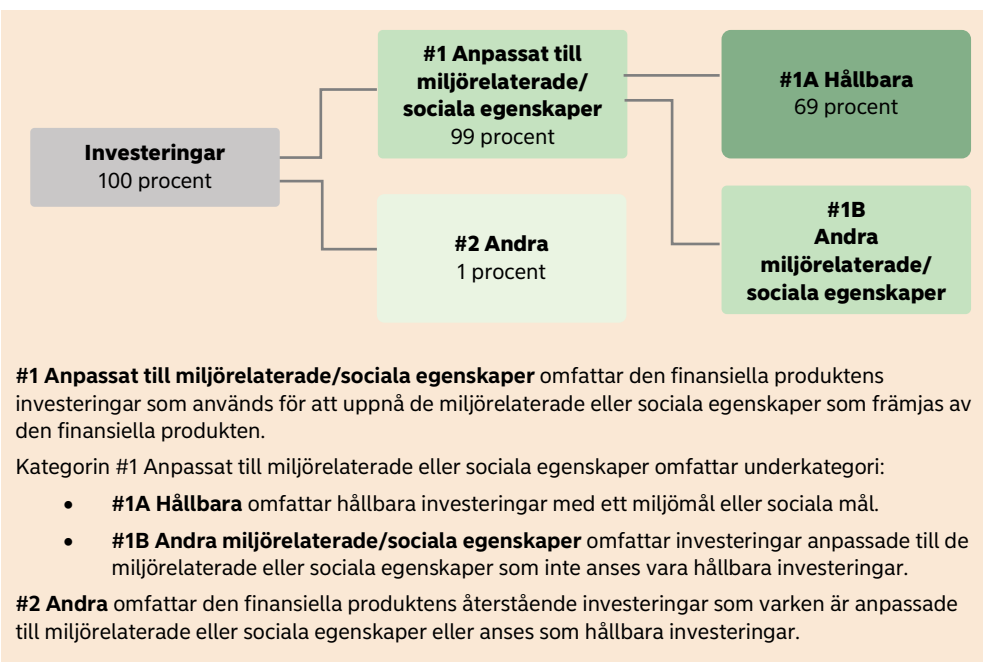 Investeringar
100 procent
#1 Anpassat till
miljörelaterade/
sociala egenskaper
99 procent
#2 Andra
1 procent
#1A Hållbara
69 procent
#1B
Andra
miljörelaterade/
sociala egenskaper
#1 Anpassat till miljörelaterade/sociala egenskaper omfattar den finansiella produktens
investeringar som används för att uppnå de miljörelaterade eller sociala egenskaper som främjas av
den finansiella produkten.
Kategorin #1 Anpassat till miljörelaterade eller sociala egenskaper omfattar underkategori:
• #1A Hållbara omfattar hållbara investeringar med ett miljömål eller sociala mål.
• #1B Andra miljörelaterade/sociala egenskaper omfattar investeringar anpassade till de
miljörelaterade eller sociala egenskaper som inte anses vara hållbara investeringar.
#2 Andra omfattar den finansiella produktens återstående investeringar som varken är anpassade
till miljörelaterade eller sociala egenskaper eller anses som hållbara investeringar.